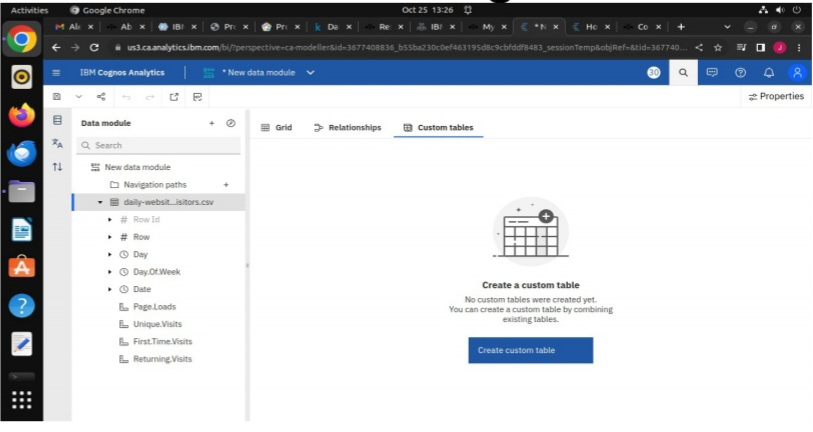 Activities
Google Chrome
Oct 25 13:26
Ab
IB
Pr
Pr
Da
Re
IB
My
* N
Ho
Co
us3.ca.analytics.ibm.com/bi/?perspective=ca-modeller&id=3677408836_b55ba230c0ef463195d8c9cbfddf8483_sessionTemp&objRef=&tid=367740...
IBM Cognos Analytics
* New data module
30
Properties
Data module
Grid
Relationships
Custom tables
Search
New data module
Navigation paths
daily-websit...isitors.csv
Row Id
Row
Day
Day.Of.Week
Date
Page.Loads
Unique.Visits
First.Time.Visits
Returning.Visits
Create a custom table
No custom tables were created yet.
You can create a custom table by combining
existing tables.
Create custom table